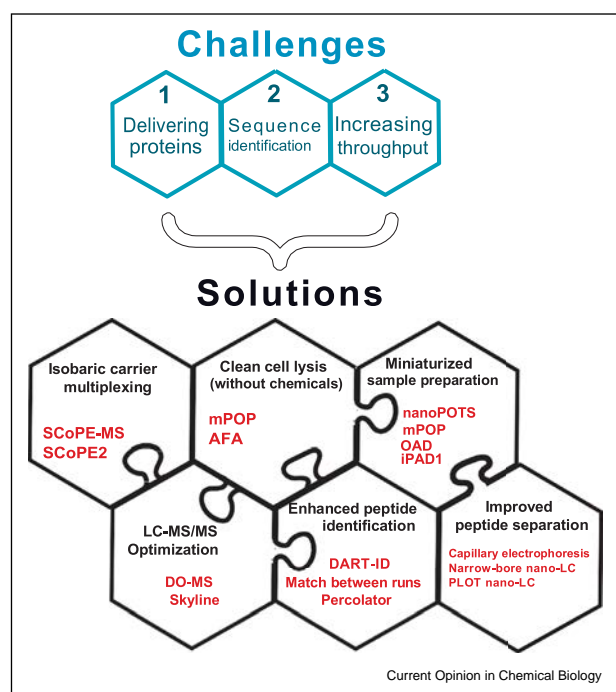 Challenges
1
Delivering
proteins
2
Sequence
identification
3
Increasing
throughput
Solutions
Isobaric carrier
multiplexing
SCoPE-MS
SCoPE2
Clean cell lysis
(without chemicals)
mPOP
AFA
Miniaturized
sample preparation
nanoPOTS
mPOP
OAD
iPAD1
LC-MS/MS
Optimization
DO-MS
Skyline
Enhanced peptide
identification
DART-ID
Match between runs
Percolator
Improved
peptide separation
Capillary electrophoresis
Narrow-bore nano-LC
PLOT nano-LC
Current Opinion in Chemical Biology